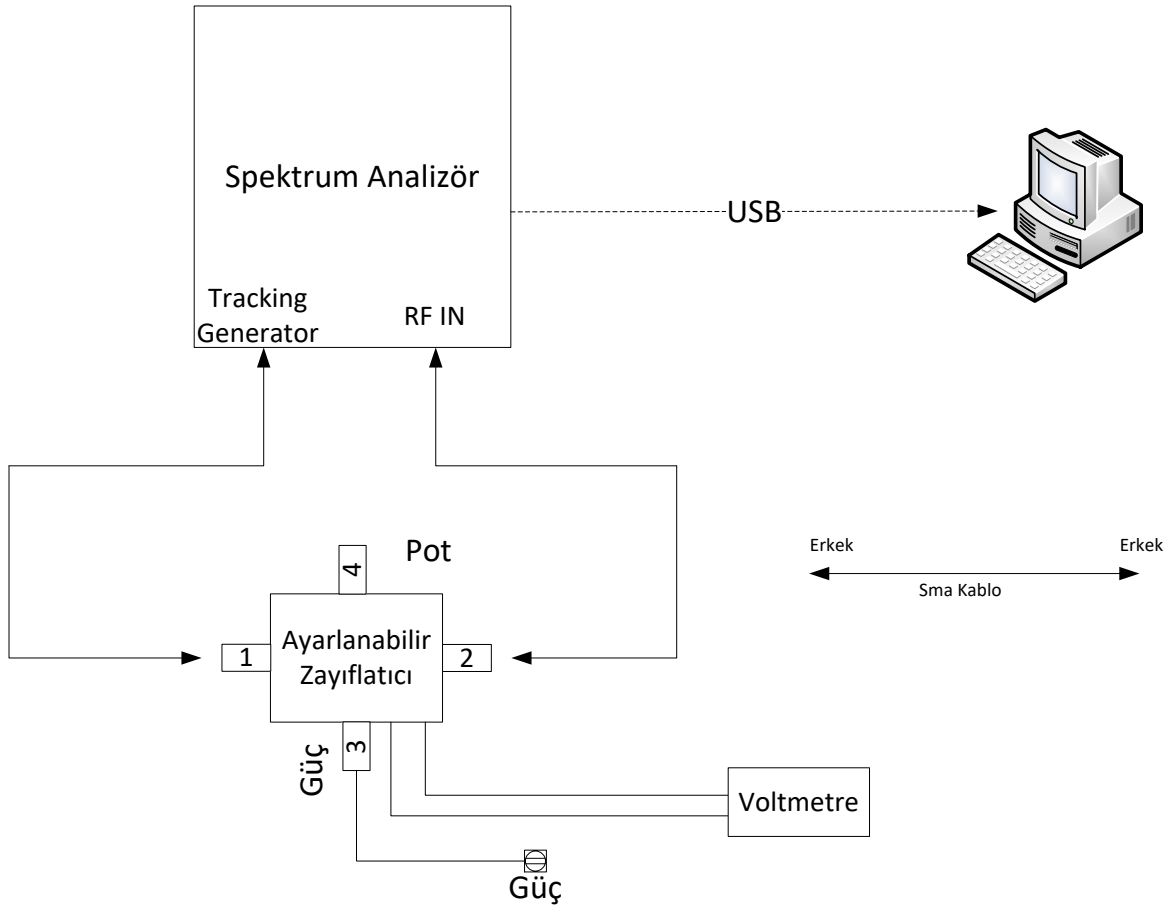 Spektrum Analizör
USB
Tracking
Generator
RF IN
Erkek
Erkek
Sma Kablo
Pot
4
1
Ayarlanabilir
Zayıflatıcı
2
3
Güç
Voltmetre
Güç